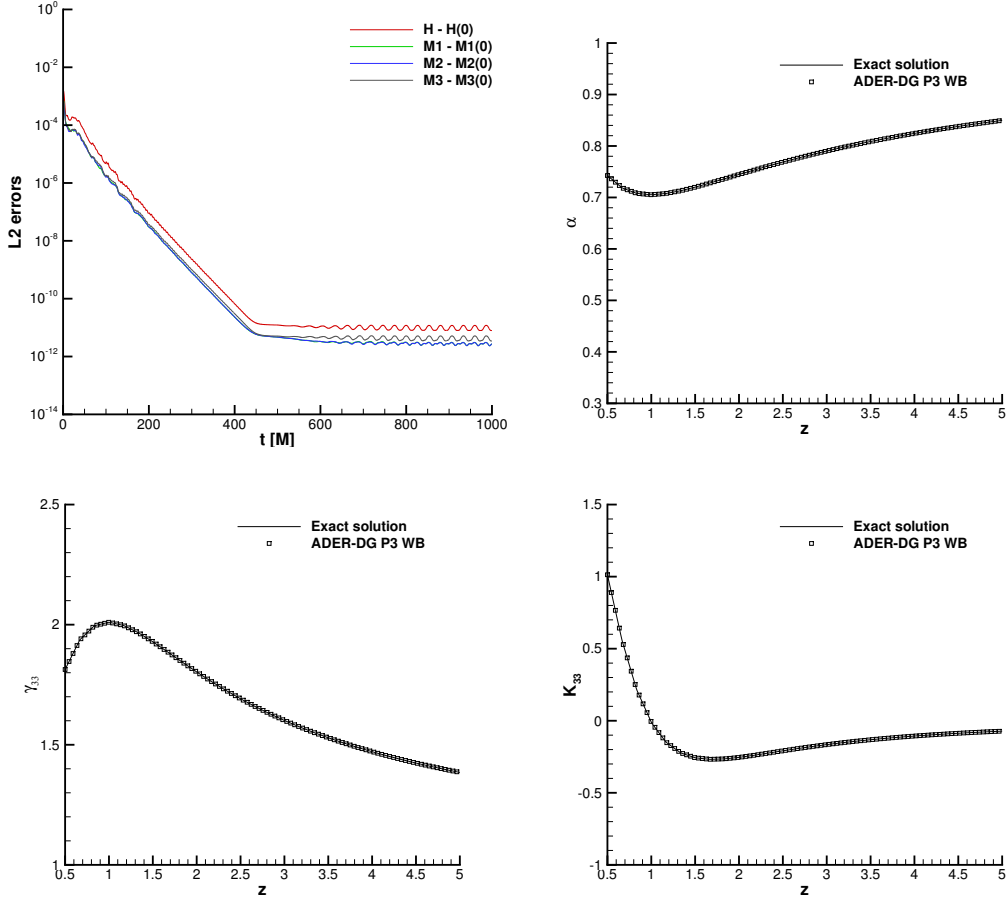 H - H(0)
M1 - M1(0)
M2 - M2(0)
M3 - M3(0)
10^0
10^-2
10^-4
10^-6
10^-8
10^-10
10^-12
10^-14
L2 errors
0 200 400 600 800 1000
t [M]
Exact solution
ADER-DG P3 WB
1
0.9
0.8
0.7
0.6
0.5
0.4
0.3
α
0.5 1 1.5 2 2.5 3 3.5 4 4.5 5
z
Exact solution
ADER-DG P3 WB
2.5
2
1.5
1
γ33
0.5 1 1.5 2 2.5 3 3.5 4 4.5 5
z
Exact solution
ADER-DG P3 WB
1.5
1
0.5
0
-0.5
-1
K33
0.5 1 1.5 2 2.5 3 3.5 4 4.5 5
z